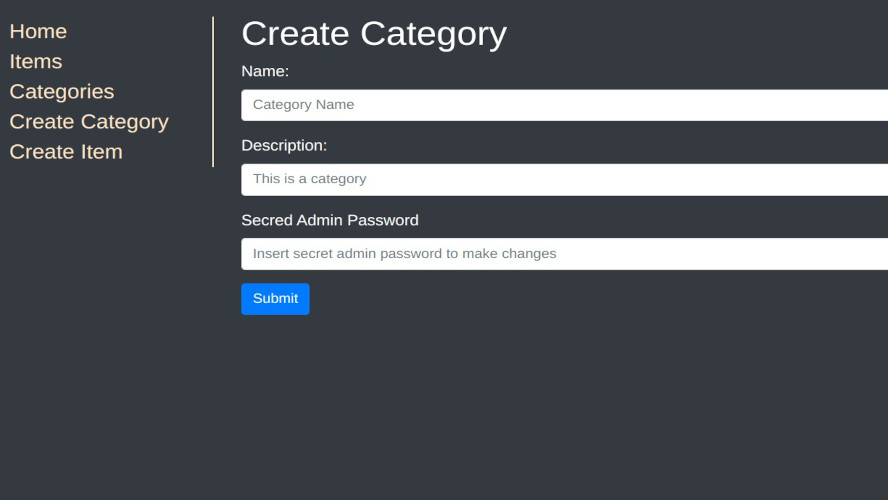 Home
Items
Categories
Create Category
Create Item
Create Category
Name:
Category Name
Description:
This is a category
Secred Admin Password
Insert secret admin password to make changes
Submit